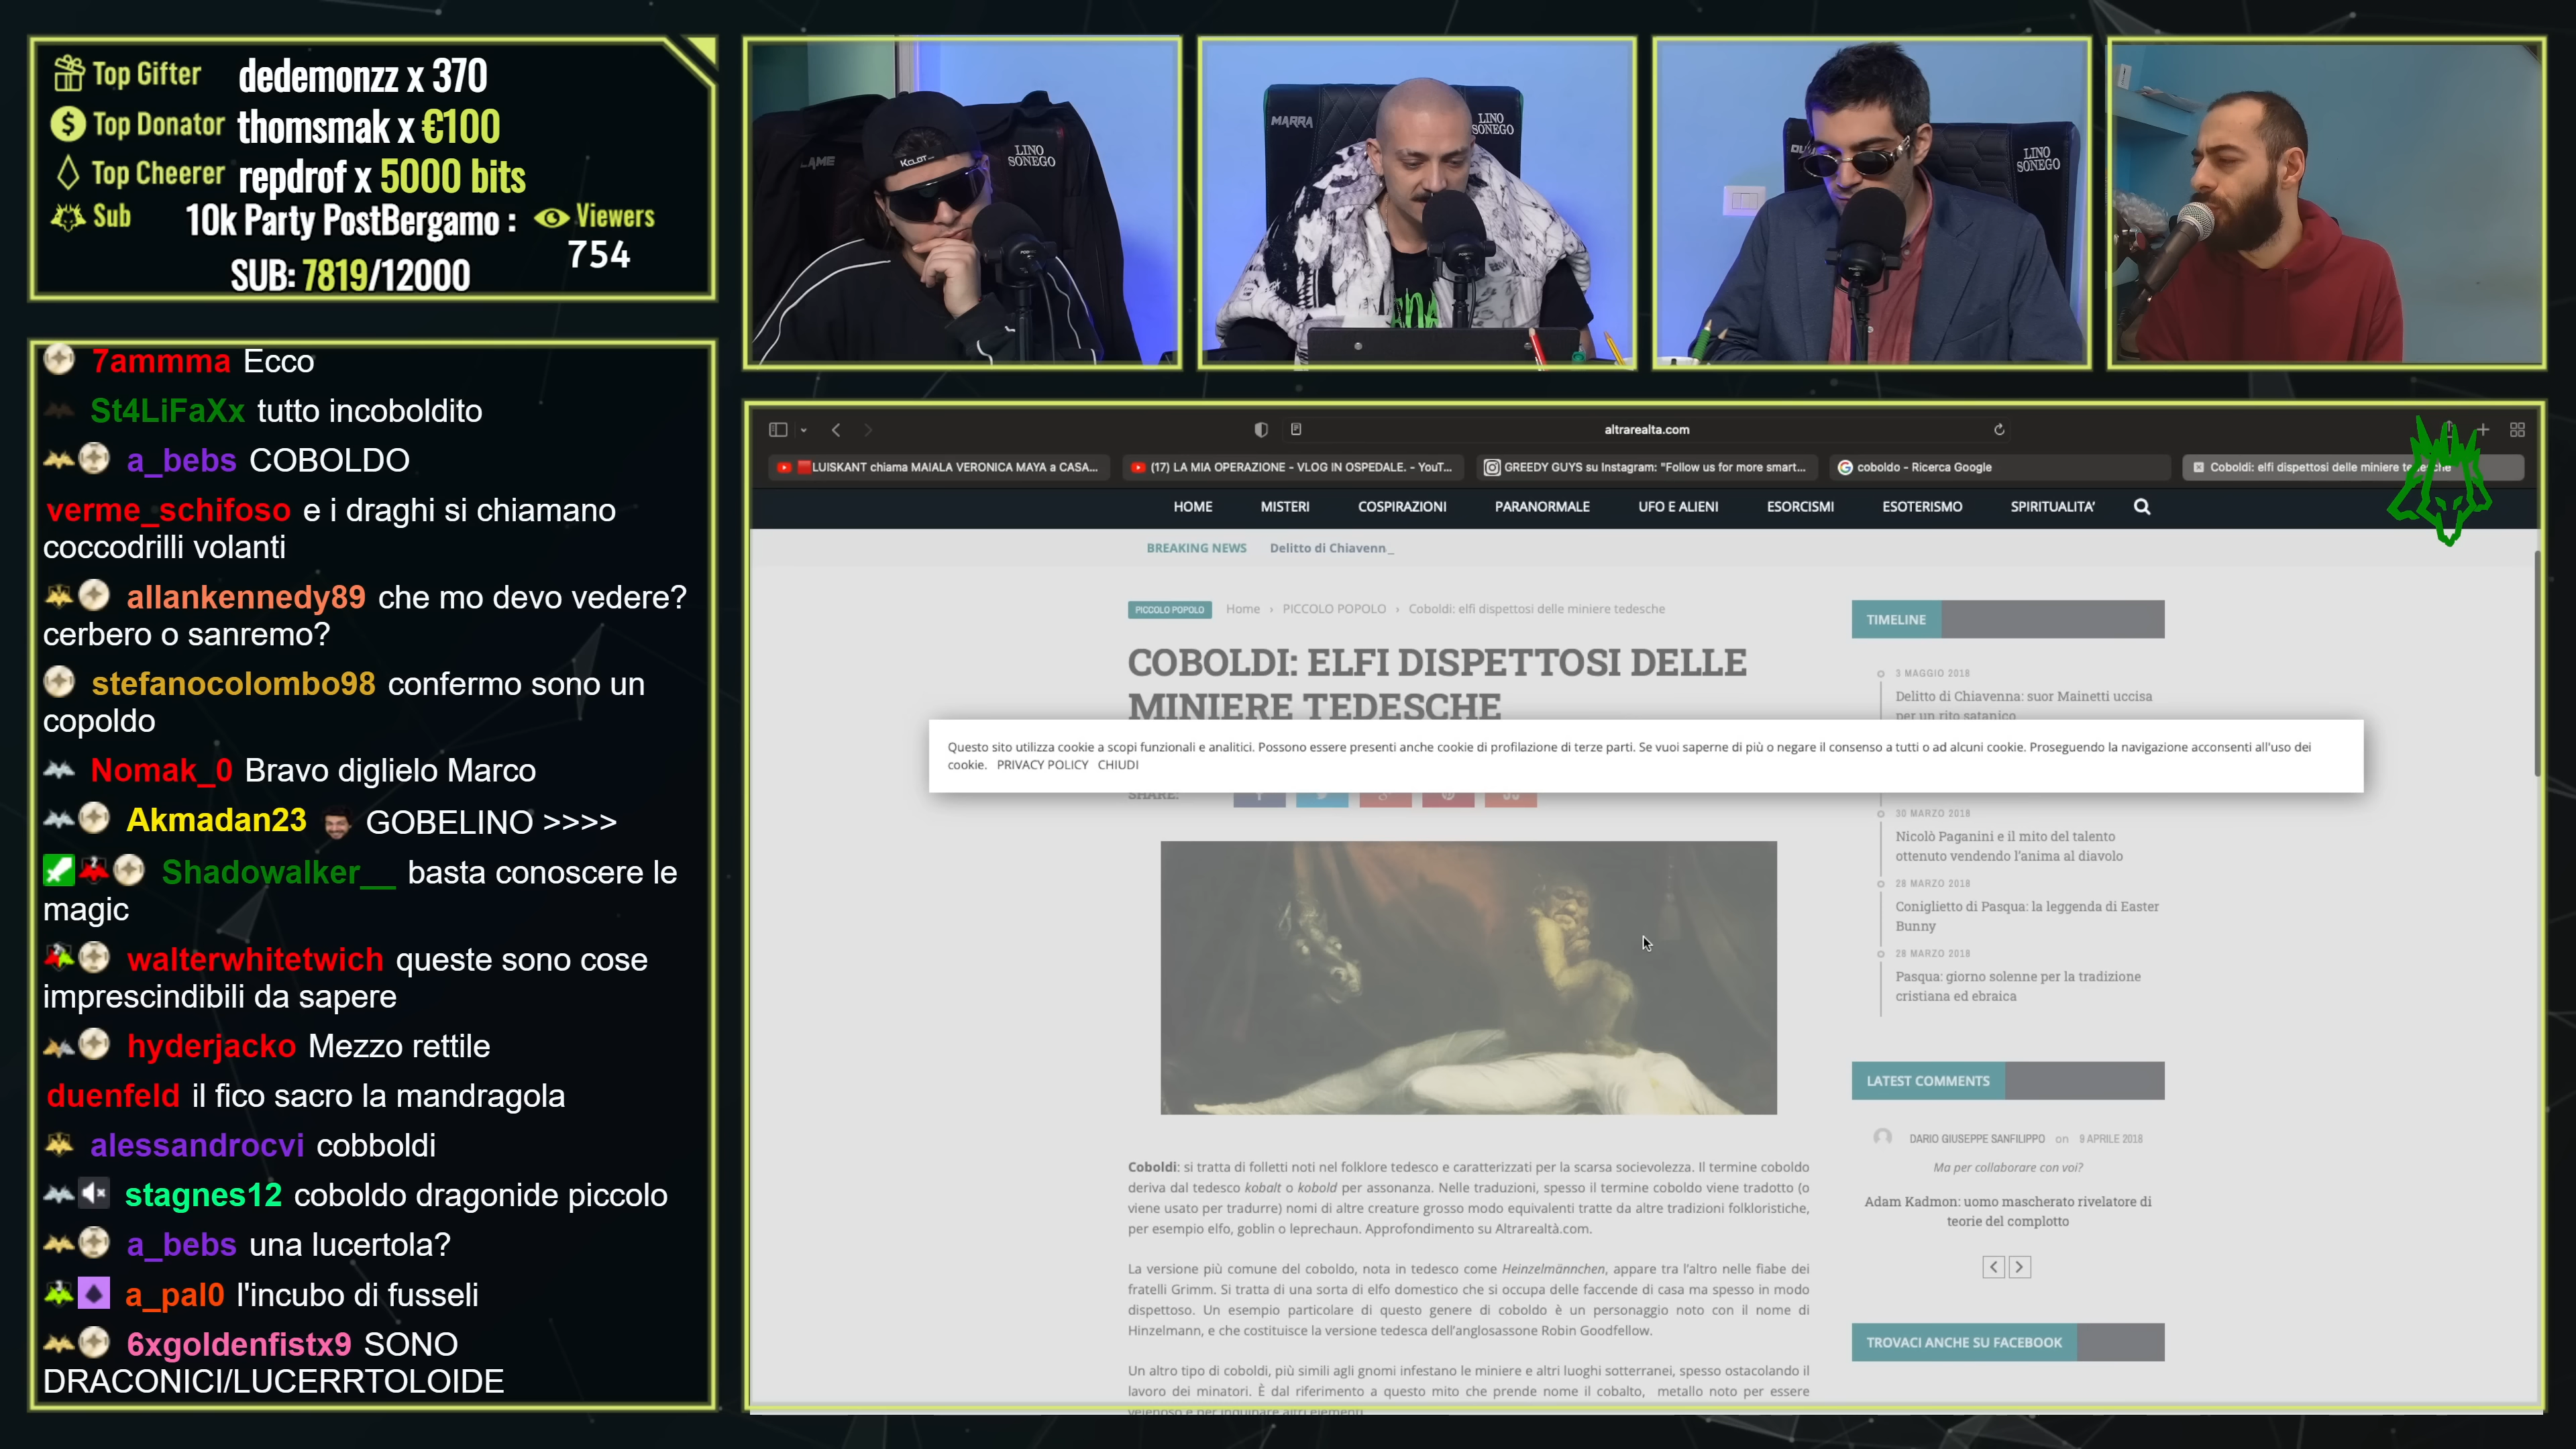 Top Gifter dedemonzz x 370
Top Donator thomsmak x €100
Top Cheerer repdrof x 5000 bits
Sub 10k Party PostBergamo : Viewers
754
SUB: 7819/12000
7ammma Ecco
St4LiFaXx tutto incoboldito
a_bebs COBOLDO
verme_schifoso e i draghi si chiamano
coccodrilli volanti
allankennedy89 che mo devo vedere?
cerbero o sanremo?
stefanocolombo98 confermo sono un
copoldo
Nomak_0 Bravo diglielo Marco
Akmadan23 GOBELINO >>>>
Shadowalker__ basta conoscere le
magic
walterwhitetwich queste sono cose
imprescindibili da sapere
hyderjacko Mezzo rettile
duenfeld il fico sacro la mandragola
alessandrocvi cobboldi
stagnes12 coboldo dragonide piccolo
a_bebs una lucertola?
a_pal0 l'incubo di fusseli
6xgoldenfistx9 SONO
DRACONICI/LUCERRTOLOIDE
LINO
SONEGO
MARRA
LINO
SONEGO
LINO
SONEGO
altrarealta.com
LUISKANT chiama MAIALA VERONICA MAYA a CASA...
(17) LA MIA OPERAZIONE - VLOG IN OSPEDALE. - YouT...
GREEDY GUYS su Instagram: "Follow us for more smart...
coboldo - Ricerca Google
Coboldi: elfi dispettosi delle miniere tedesche
HOME MISTERI COSPIRAZIONI PARANORMALE UFO E ALIENI ESORCISMI ESOTERISMO SPIRITUALITA'
BREAKING NEWS Delitto di Chiavenn_
PICCOLO POPOLO Home › PICCOLO POPOLO › Coboldi: elfi dispettosi delle miniere tedesche
COBOLDI: ELFI DISPETTOSI DELLE
MINIERE TEDESCHE
Questo sito utilizza cookie a scopi funzionali e analitici. Possono essere presenti anche cookie di profilazione di terze parti. Se vuoi saperne di più o negare il consenso a tutti o ad alcuni cookie. Proseguendo la navigazione acconsenti all'uso dei
cookie. PRIVACY POLICY CHIUDI
SHARE:
Coboldi: si tratta di folletti noti nel folklore tedesco e caratterizzati per la scarsa socievolezza. Il termine coboldo
deriva dal tedesco kobalt o kobold per assonanza. Nelle traduzioni, spesso il termine coboldo viene tradotto (o
viene usato per tradurre) nomi di altre creature grosso modo equivalenti tratte da altre tradizioni folkloristiche,
per esempio elfo, goblin o leprechaun. Approfondimento su Altrarealtà.com.
La versione più comune del coboldo, nota in tedesco come Heinzelmännchen, appare tra l'altro nelle fiabe dei
fratelli Grimm. Si tratta di una sorta di elfo domestico che si occupa delle faccende di casa ma spesso in modo
dispettoso. Un esempio particolare di questo genere di coboldo è un personaggio noto con il nome di
Hinzelmann, e che costituisce la versione tedesca dell'anglosassone Robin Goodfellow.
Un altro tipo di coboldi, più simili agli gnomi infestano le miniere e altri luoghi sotterranei, spesso ostacolando il
lavoro dei minatori. È dal riferimento a questo mito che prende nome il cobalto, metallo noto per essere
velenoso e per inquinare altri elementi.
TIMELINE
3 MAGGIO 2018
Delitto di Chiavenna: suor Mainetti uccisa
per un rito satanico
30 MARZO 2018
Nicolò Paganini e il mito del talento
ottenuto vendendo l'anima al diavolo
28 MARZO 2018
Coniglietto di Pasqua: la leggenda di Easter
Bunny
28 MARZO 2018
Pasqua: giorno solenne per la tradizione
cristiana ed ebraica
LATEST COMMENTS
DARIO GIUSEPPE SANFILIPPO on 9 APRILE 2018
Ma per collaborare con voi?
Adam Kadmon: uomo mascherato rivelatore di
teorie del complotto
TROVACI ANCHE SU FACEBOOK